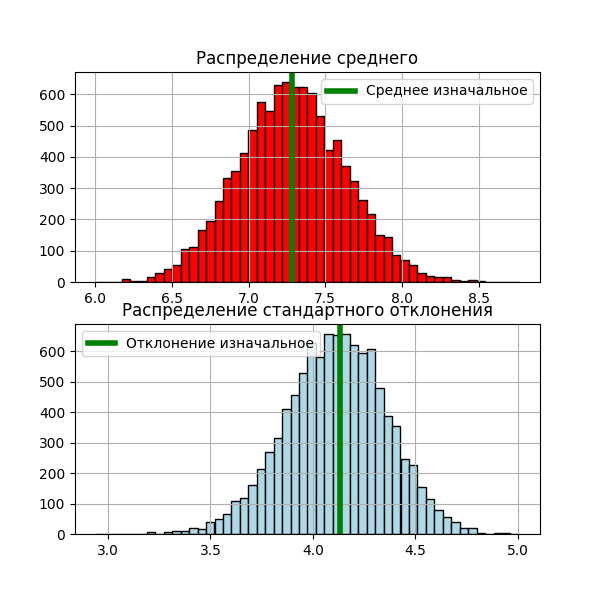 Распределение среднего
Среднее изначальное
600
500
400
300
200
100
0
6.0 6.5 7.0 7.5 8.0 8.5
Распределение стандартного отклонения
Отклонение изначальное
600
500
400
300
200
100
0
3.0 3.5 4.0 4.5 5.0